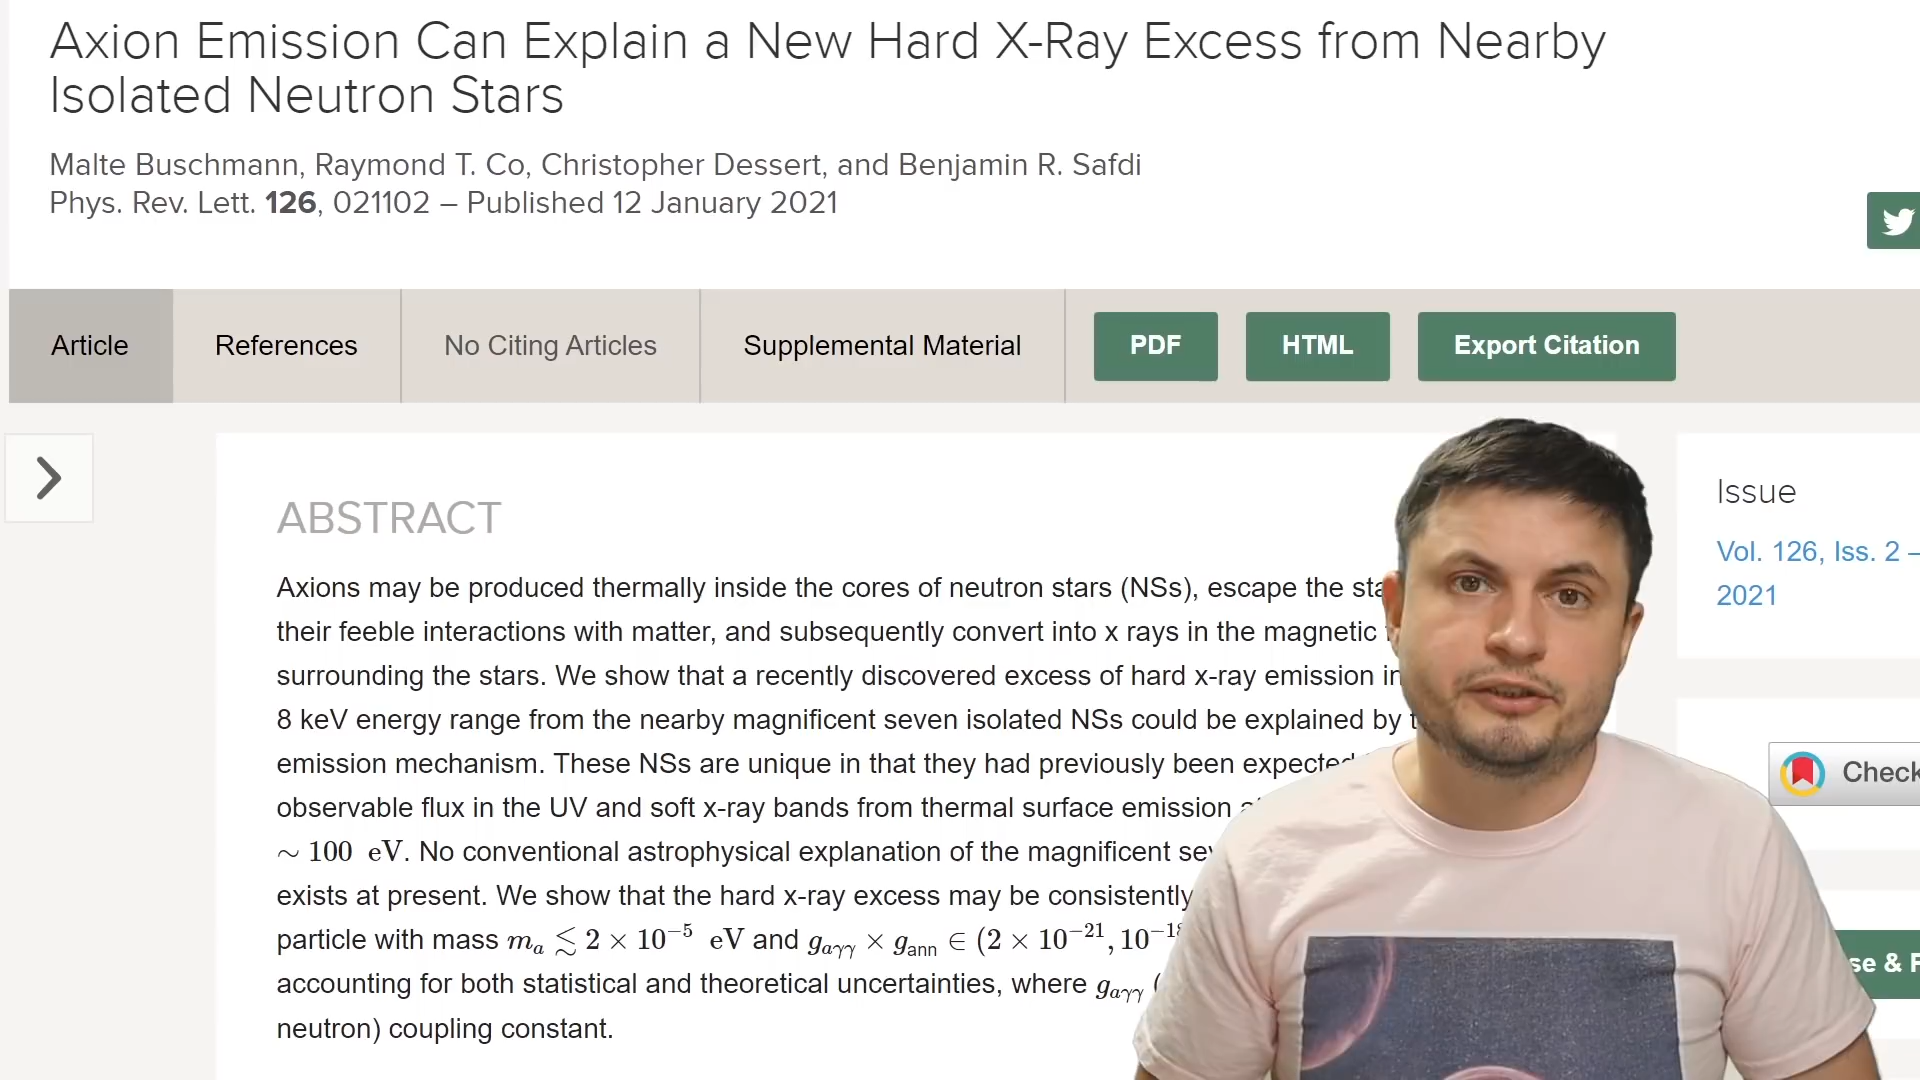 Axion Emission Can Explain a New Hard X-Ray Excess from Nearby
Isolated Neutron Stars
Malte Buschmann, Raymond T. Co, Christopher Dessert, and Benjamin R. Safdi
Phys. Rev. Lett. 126, 021102 – Published 12 January 2021
Article References No Citing Articles Supplemental Material PDF HTML Export Citation
ABSTRACT
Axions may be produced thermally inside the cores of neutron stars (NSs), escape the
their feeble interactions with matter, and subsequently convert into x rays in the magnetic
surrounding the stars. We show that a recently discovered excess of hard x-ray emission in
8 keV energy range from the nearby magnificent seven isolated NSs could be explained by
emission mechanism. These NSs are unique in that they had previously been expected
observable flux in the UV and soft x-ray bands from thermal surface emission
∼ 100 eV. No conventional astrophysical explanation of the magnificent
exists at present. We show that the hard x-ray excess may be consistently
particle with mass mₐ ≲ 2 × 10⁻⁵ eV and g_aγγ × g_ann ∈ (2 × 10⁻²¹, 10⁻¹⁸
accounting for both statistical and theoretical uncertainties, where g_aγγ (
neutron) coupling constant.
Issue
Vol. 126, Iss. 2 –
2021
Check